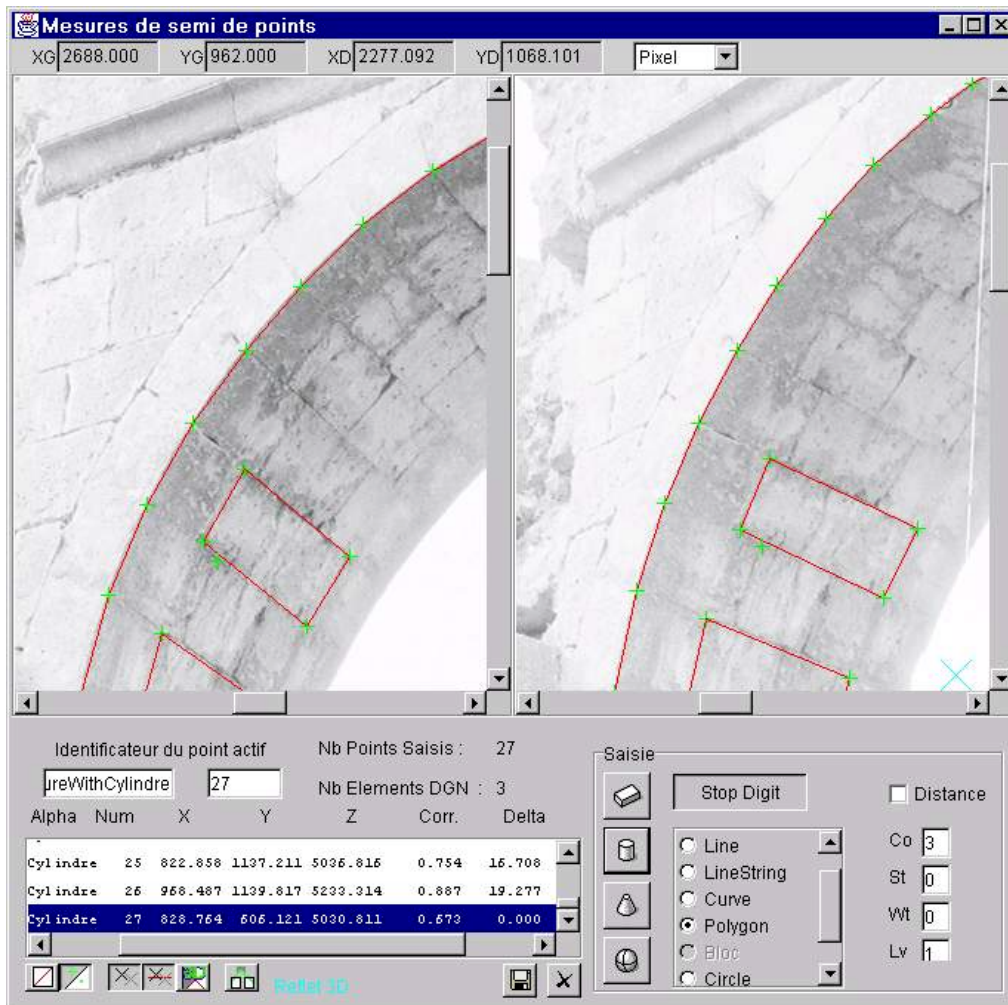 Mesures de semi de points
XG 2688.000 YG 962.000 XD 2277.092 YD 1068.101 Pixel
Identificateur du point actif
ureWithCylindre 27
Nb Points Saisis : 27
Nb Elements DGN : 3
Alpha Num X Y Z Corr. Delta
Cylindre 25 822.858 1137.211 5036.816 0.754 16.708
Cylindre 26 968.487 1139.817 5233.314 0.887 19.277
Cylindre 27 828.764 606.121 5030.811 0.673 0.000
Reflet 3D
Saisie
Stop Digit
Line
LineString
Curve
Polygon
Bloc
Circle
Distance
Co 3
St 0
Wt 0
Lv 1